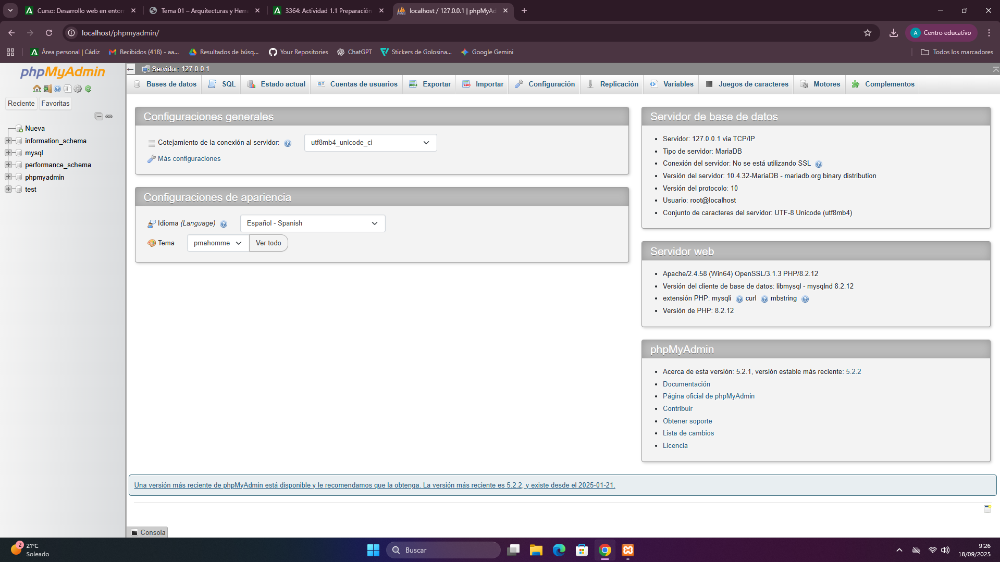 Curso: Desarrollo web en entorn
Tema 01 – Arquitecturas y Herra
3364: Actividad 1.1 Preparación
localhost / 127.0.0.1 | phpMyAd
localhost/phpmyadmin/
A Centro educativo
Área personal | Cádiz
Recibidos (418) - aa...
Resultados de búsq...
Your Repositories
ChatGPT
Stickers de Golosina...
Google Gemini
Todos los marcadores
phpMyAdmin
Reciente
Favoritas
Nueva
information_schema
mysql
performance_schema
phpmyadmin
test
Servidor: 127.0.0.1
Bases de datos
SQL
Estado actual
Cuentas de usuarios
Exportar
Importar
Configuración
Replicación
Variables
Juegos de caracteres
Motores
Complementos
Configuraciones generales
Cotejamiento de la conexión al servidor:
utf8mb4_unicode_ci
Más configuraciones
Configuraciones de apariencia
Idioma (Language)
Español - Spanish
Tema
pmahomme
Ver todo
Servidor de base de datos
Servidor: 127.0.0.1 via TCP/IP
Tipo de servidor: MariaDB
Conexión del servidor: No se está utilizando SSL
Versión del servidor: 10.4.32-MariaDB - mariadb.org binary distribution
Versión del protocolo: 10
Usuario: root@localhost
Conjunto de caracteres del servidor: UTF-8 Unicode (utf8mb4)
Servidor web
Apache/2.4.58 (Win64) OpenSSL/3.1.3 PHP/8.2.12
Versión del cliente de base de datos: libmysql - mysqlnd 8.2.12
extensión PHP: mysqli curl mbstring
Versión de PHP: 8.2.12
phpMyAdmin
Acerca de esta versión: 5.2.1, versión estable más reciente: 5.2.2
Documentación
Página oficial de phpMyAdmin
Contribuir
Obtener soporte
Lista de cambios
Licencia
Una versión más reciente de phpMyAdmin está disponible y le recomendamos que la obtenga. La versión más reciente es 5.2.2, y existe desde el 2025-01-21.
Consola
2
21°C
Soleado
Buscar
9:26
18/09/2025